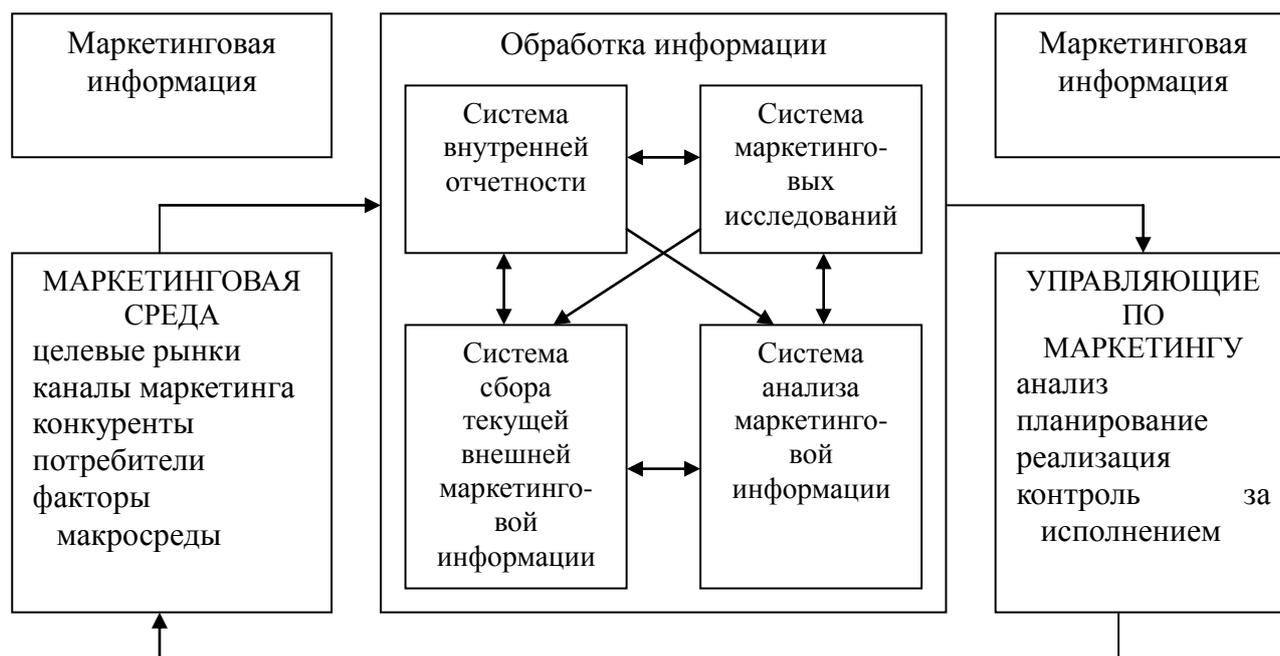 Маркетинговая
информация
Обработка информации
Маркетинговая
информация
Система
внутренней
отчетности
Система
маркетинго-
вых
исследований
МАРКЕТИНГОВАЯ
СРЕДА
целевые рынки
каналы маркетинга
конкуренты
потребители
факторы
макросреды
Система
сбора
текущей
внешней
маркетинго-
вой
информации
Система
анализа
маркетинго-
вой
информации
УПРАВЛЯЮЩИЕ
ПО
МАРКЕТИНГУ
анализ
планирование
реализация
контроль за
исполнением